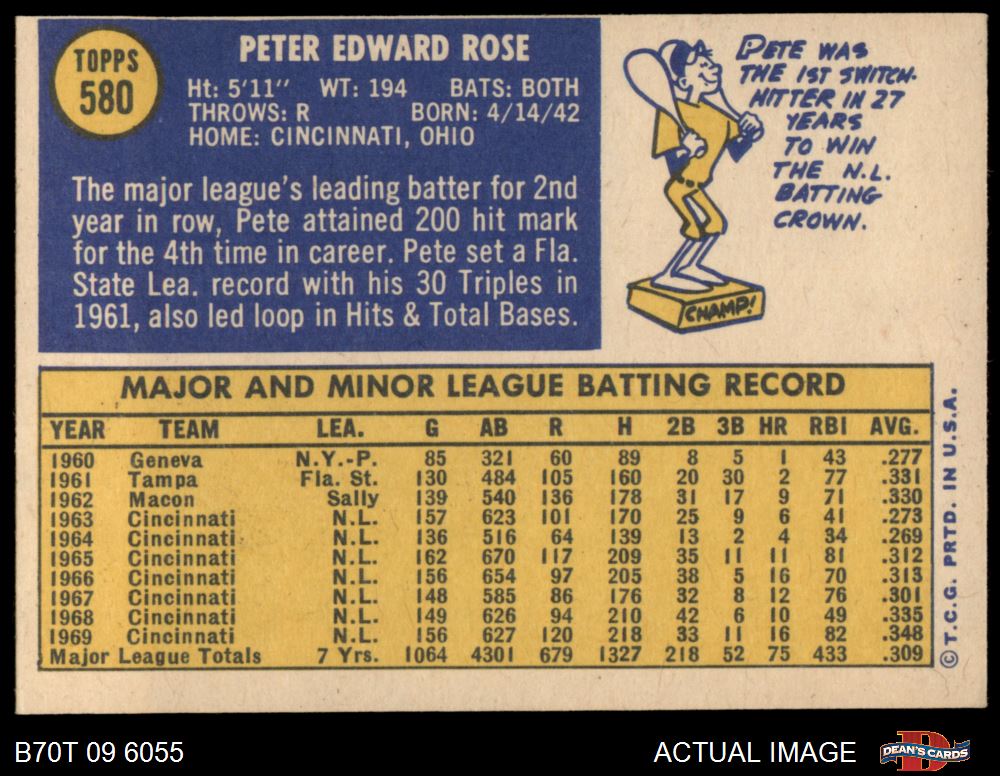 TOPPS
580
PETER EDWARD ROSE
Ht: 5'11" WT: 194 BATS: BOTH
THROWS: R BORN: 4/14/42
HOME: CINCINNATI, OHIO
The major league's leading batter for 2nd
year in row, Pete attained 200 hit mark
for the 4th time in career. Pete set a Fla.
State Lea. record with his 30 Triples in
1961, also led loop in Hits & Total Bases.
PETE WAS
THE 1ST SWITCH-
HITTER IN 27
YEARS
TO WIN
THE N.L.
BATTING
CROWN.
CHAMP!
MAJOR AND MINOR LEAGUE BATTING RECORD
YEAR TEAM LEA. G AB R H 2B 3B HR RBI AVG.
1960 Geneva N.Y.-P. 85 321 60 89 8 5 1 43 .277
1961 Tampa Fla. St. 130 484 105 160 20 30 2 77 .331
1962 Macon Sally 139 540 136 178 31 17 9 71 .330
1963 Cincinnati N.L. 157 623 101 170 25 9 6 41 .273
1964 Cincinnati N.L. 136 516 64 139 13 2 4 34 .269
1965 Cincinnati N.L. 162 670 117 209 35 11 11 81 .312
1966 Cincinnati N.L. 156 654 97 205 38 5 16 70 .313
1967 Cincinnati N.L. 148 585 86 176 32 8 12 76 .301
1968 Cincinnati N.L. 149 626 94 210 42 6 10 49 .335
1969 Cincinnati N.L. 156 627 120 218 33 11 16 82 .348
Major League Totals 7 Yrs. 1064 4301 679 1327 218 52 75 433 .309
© T.C.G. PRTD. IN U.S.A.
B70T 09 6055
ACTUAL IMAGE
D
DEAN'S CARDS